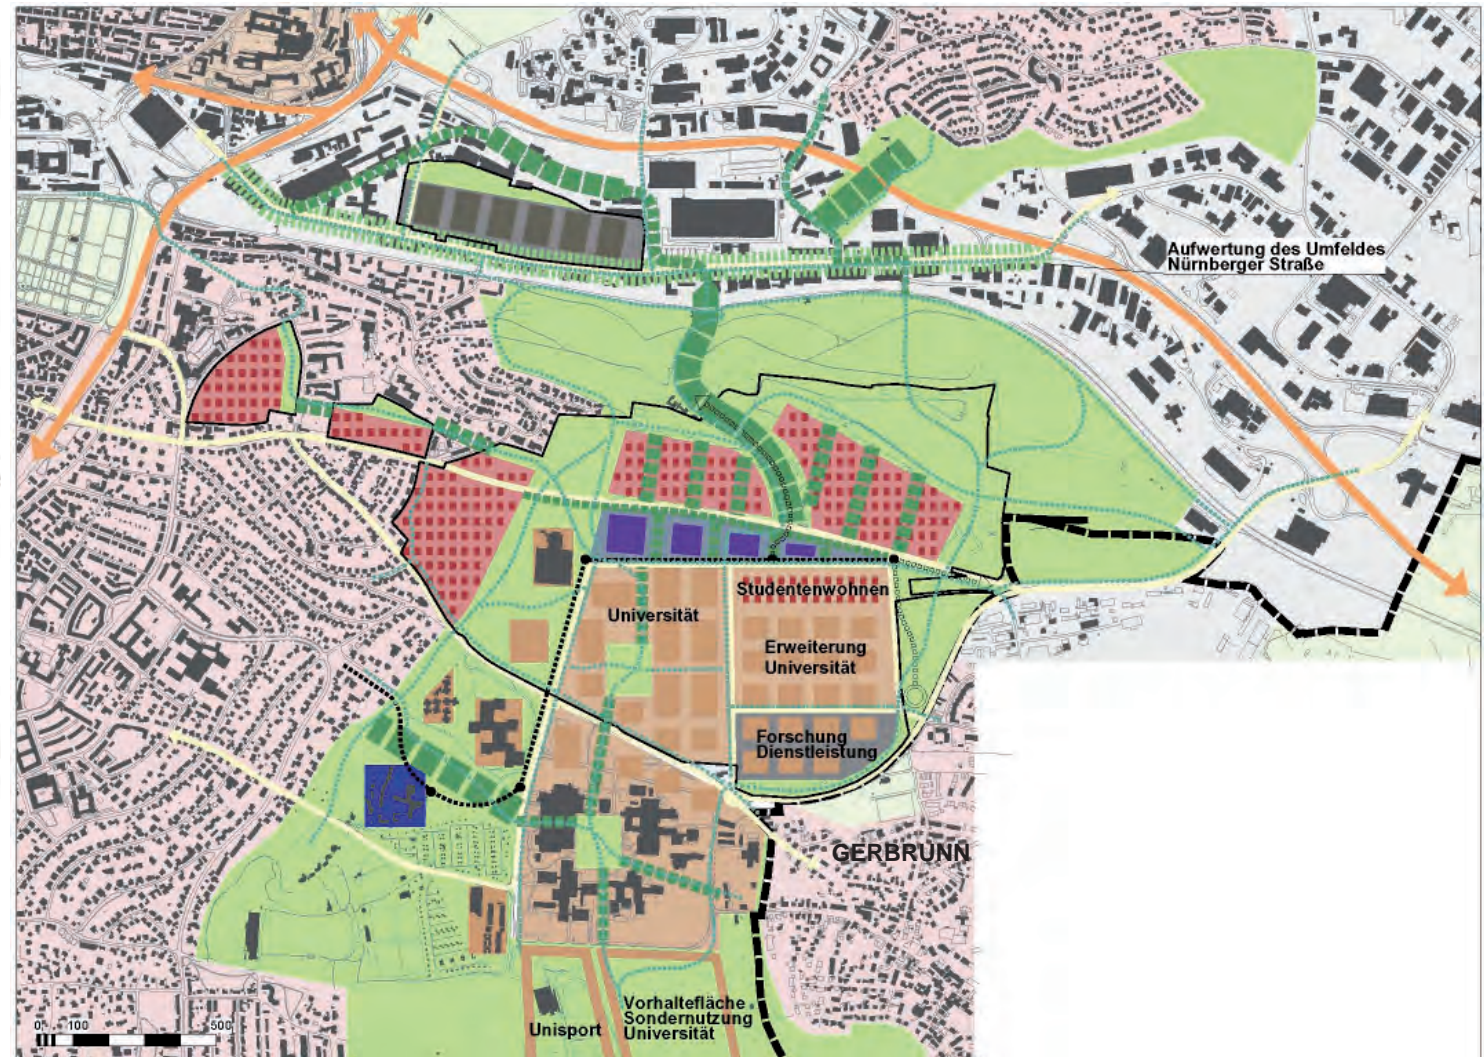 Aufwertung des Umfeldes
Nürnberger Straße
Studentenwohnen
Universität
Erweiterung
Universität
Forschung
Dienstleistung
GERBRUNN
Vorhaltefläche
Sondernutzung
Universität
Unisport
0 100 500